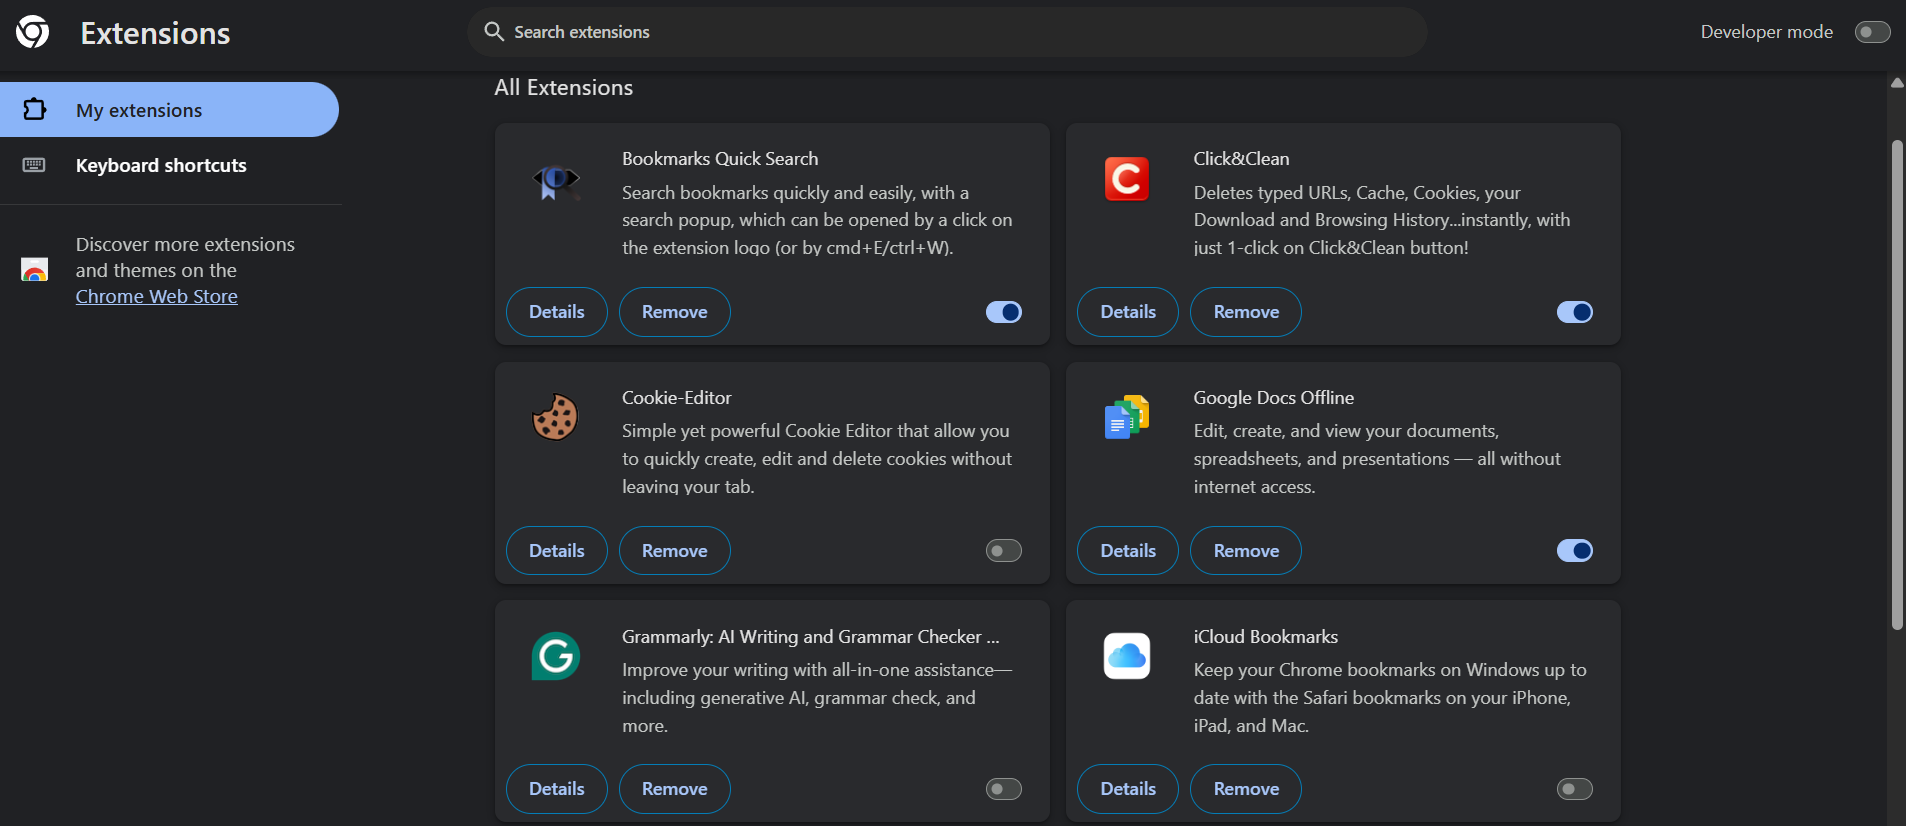 Extensions
Search extensions
Developer mode
My extensions
Keyboard shortcuts
Discover more extensions
and themes on the
Chrome Web Store
All Extensions
Bookmarks Quick Search
Search bookmarks quickly and easily, with a
search popup, which can be opened by a click on
the extension logo (or by cmd+E/ctrl+W).
Details
Remove
Click&Clean
Deletes typed URLs, Cache, Cookies, your
Download and Browsing History...instantly, with
just 1-click on Click&Clean button!
Details
Remove
Cookie-Editor
Simple yet powerful Cookie Editor that allow you
to quickly create, edit and delete cookies without
leaving your tab.
Details
Remove
Google Docs Offline
Edit, create, and view your documents,
spreadsheets, and presentations — all without
internet access.
Details
Remove
Grammarly: AI Writing and Grammar Checker ...
Improve your writing with all-in-one assistance—
including generative AI, grammar check, and
more.
Details
Remove
iCloud Bookmarks
Keep your Chrome bookmarks on Windows up to
date with the Safari bookmarks on your iPhone,
iPad, and Mac.
Details
Remove